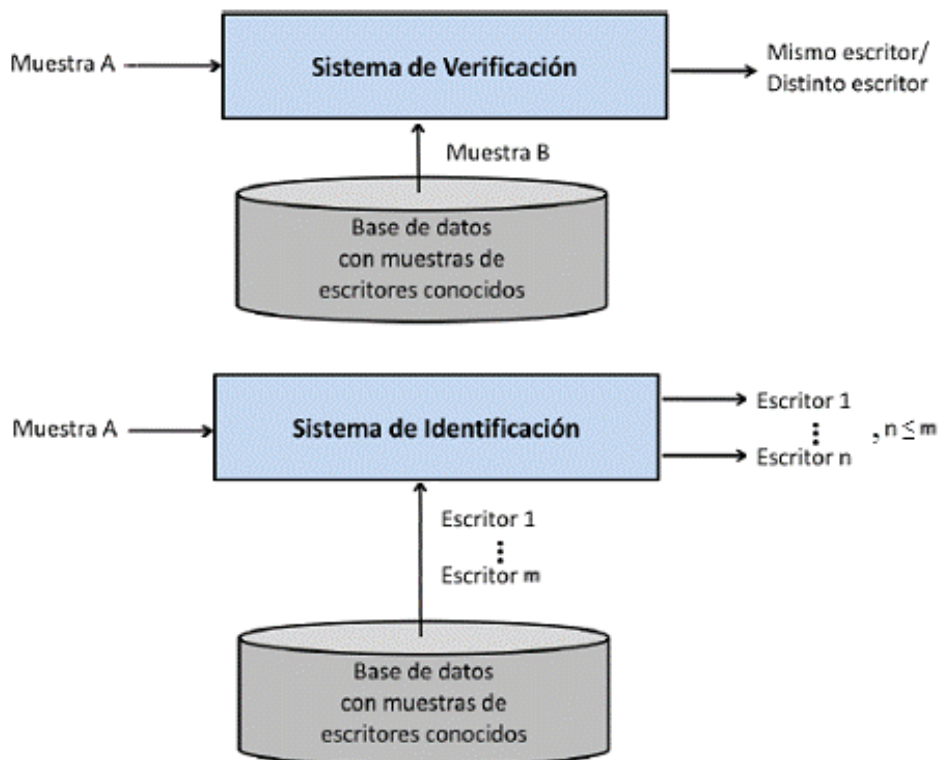 Muestra A
Sistema de Verificación
Mismo escritor/
Distinto escritor
Muestra B
Base de datos
con muestras de
escritores conocidos
Muestra A
Sistema de Identificación
Escritor 1
⋮
Escritor n
, n ≤ m
Escritor 1
⋮
Escritor m
Base de datos
con muestras de
escritores conocidos